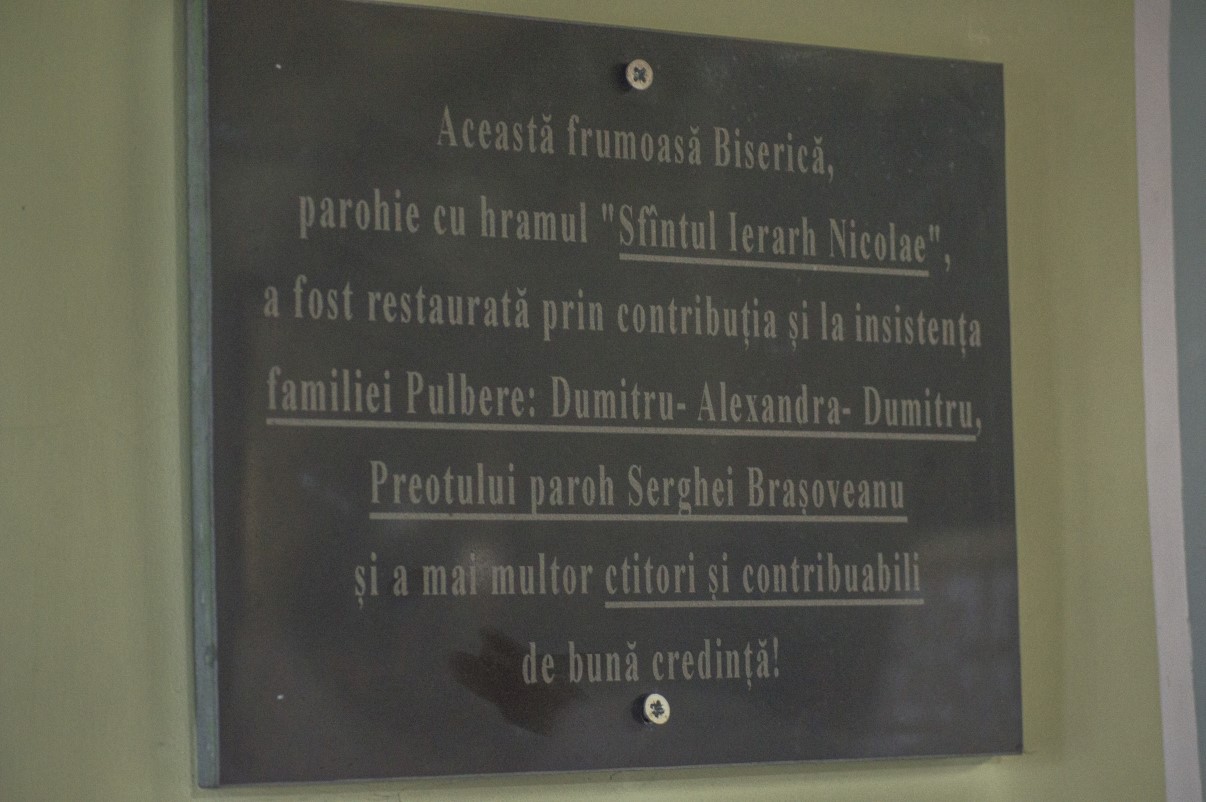 Această frumoasă Biserică,
parohie cu hramul "Sfîntul Ierarh Nicolae",
a fost restaurată prin contribuția și la insistența
familiei Pulbere: Dumitru- Alexandra- Dumitru,
Preotului paroh Serghei Brașoveanu
și a mai multor ctitori și contribuabili
de bună credință!